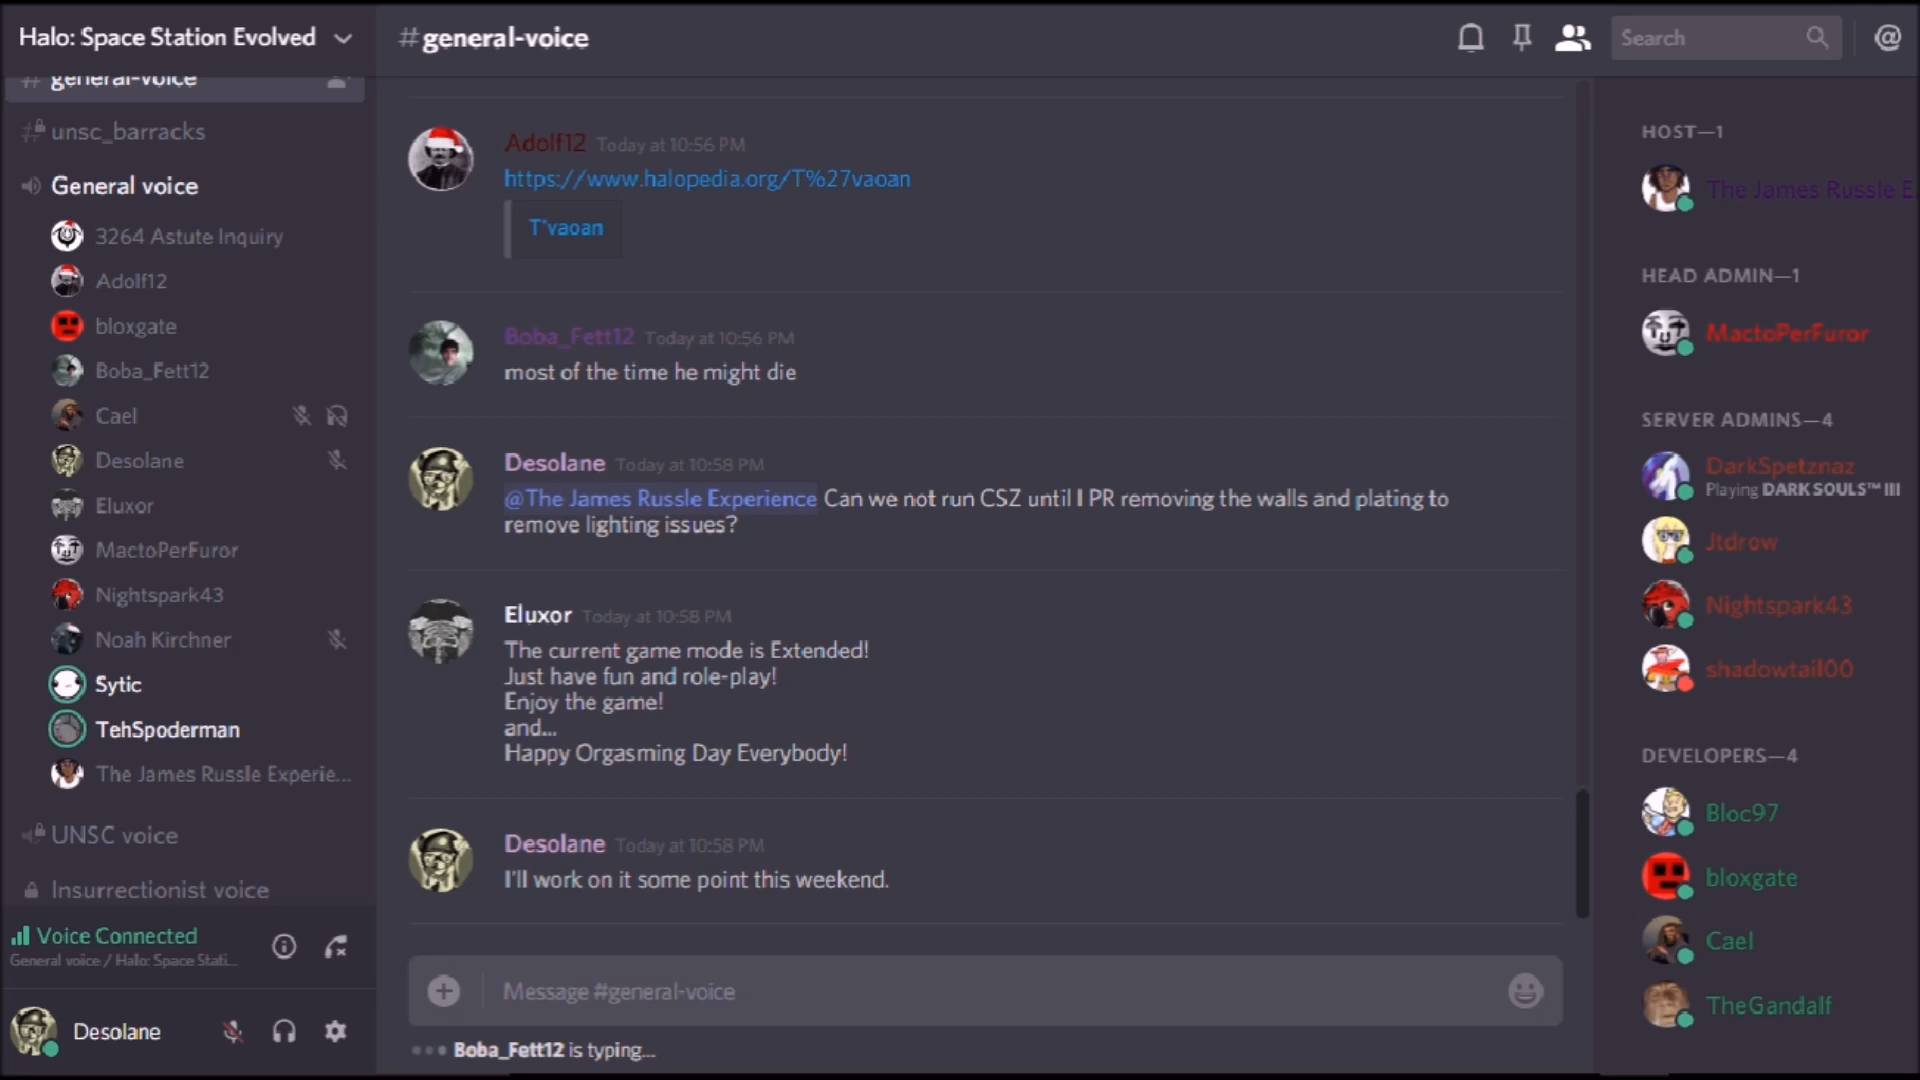 Halo: Space Station Evolved
#general-voice
Search
@
# general-voice
unsc_barracks
General voice
3264 Astute Inquiry
Adolf12
bloxgate
Boba_Fett12
Cael
Desolane
Eluxor
MactoPerFuror
Nightspark43
Noah Kirchner
Sytic
TehSpoderman
The James Russle Experie...
UNSC voice
Insurrectionist voice
Voice Connected
General voice / Halo: Space Stati...
Desolane
Adolf12 Today at 10:56 PM
https://www.halopedia.org/T%27vaoan
T'vaoan
Boba_Fett12 Today at 10:56 PM
most of the time he might die
Desolane Today at 10:58 PM
@The James Russle Experience Can we not run CSZ until I PR removing the walls and plating to
remove lighting issues?
Eluxor Today at 10:58 PM
The current game mode is Extended!
Just have fun and role-play!
Enjoy the game!
and...
Happy Orgasming Day Everybody!
Desolane Today at 10:58 PM
I'll work on it some point this weekend.
Message #general-voice
Boba_Fett12 is typing...
HOST—1
The James Russle E
HEAD ADMIN—1
MactoPerFuror
SERVER ADMINS—4
DarkSpetznaz
Playing DARK SOULS™ III
Jtdrow
Nightspark43
shadowtail00
DEVELOPERS—4
Bloc97
bloxgate
Cael
TheGandalf